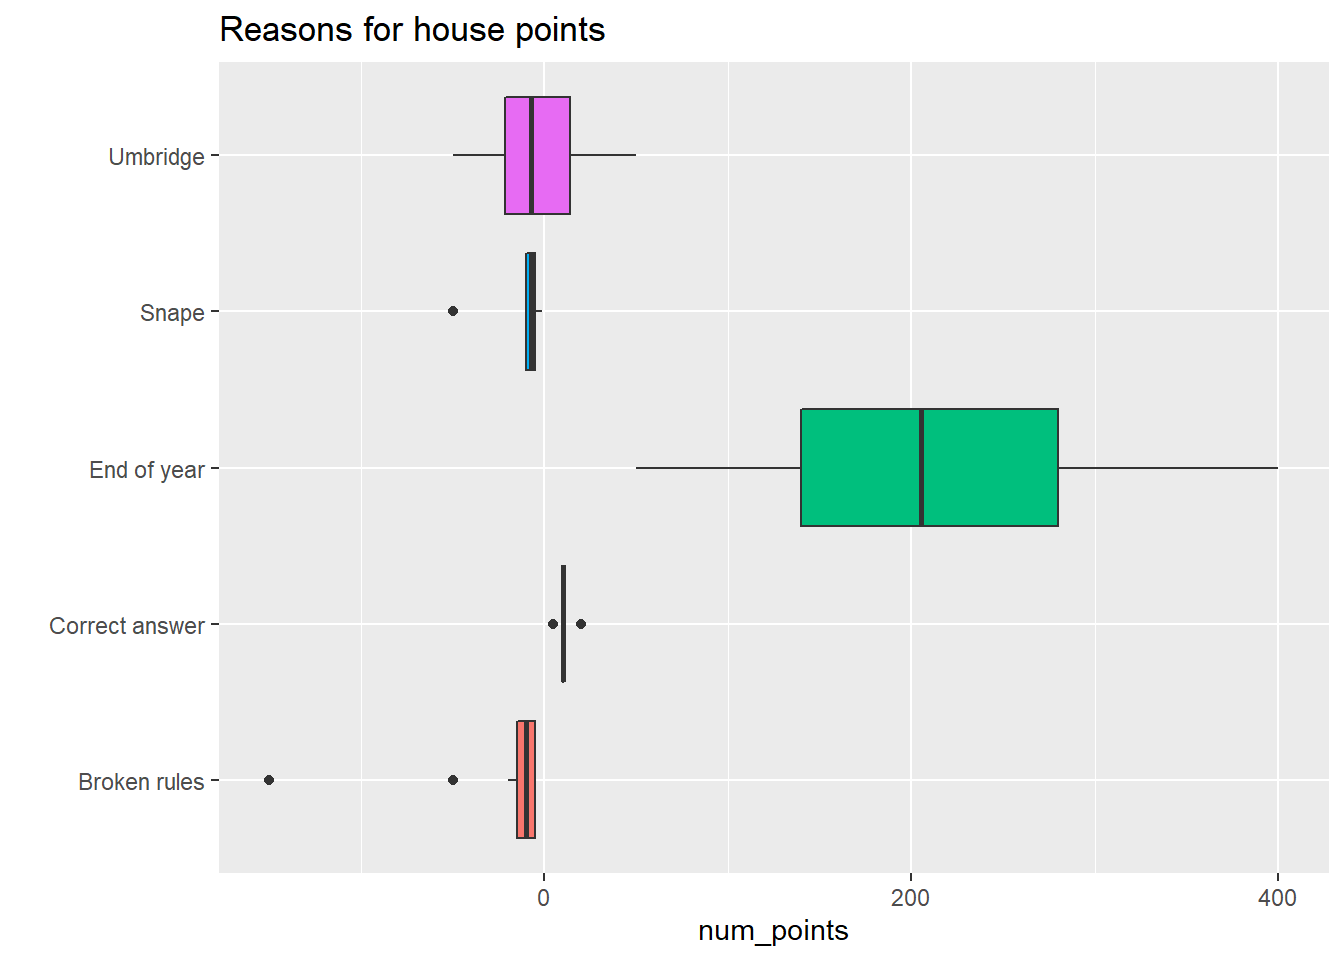 Reasons for house points
Umbridge
Snape
End of year
Correct answer
Broken rules
0
200
400
num_points